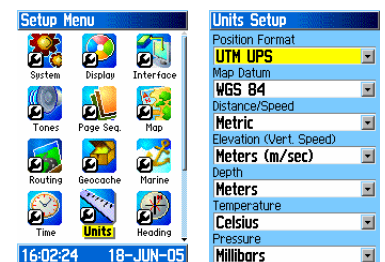 Setup Menu
System Display Interface
Tones Page Seq. Map
Routing Geocache Marine
Time Units Heading
16:02:24 18-JUN-05
Units Setup
Position Format
UTM UPS
Map Datum
WGS 84
Distance/Speed
Metric
Elevation (Vert. Speed)
Meters (m/sec)
Depth
Meters
Temperature
Celsius
Pressure
Millibars